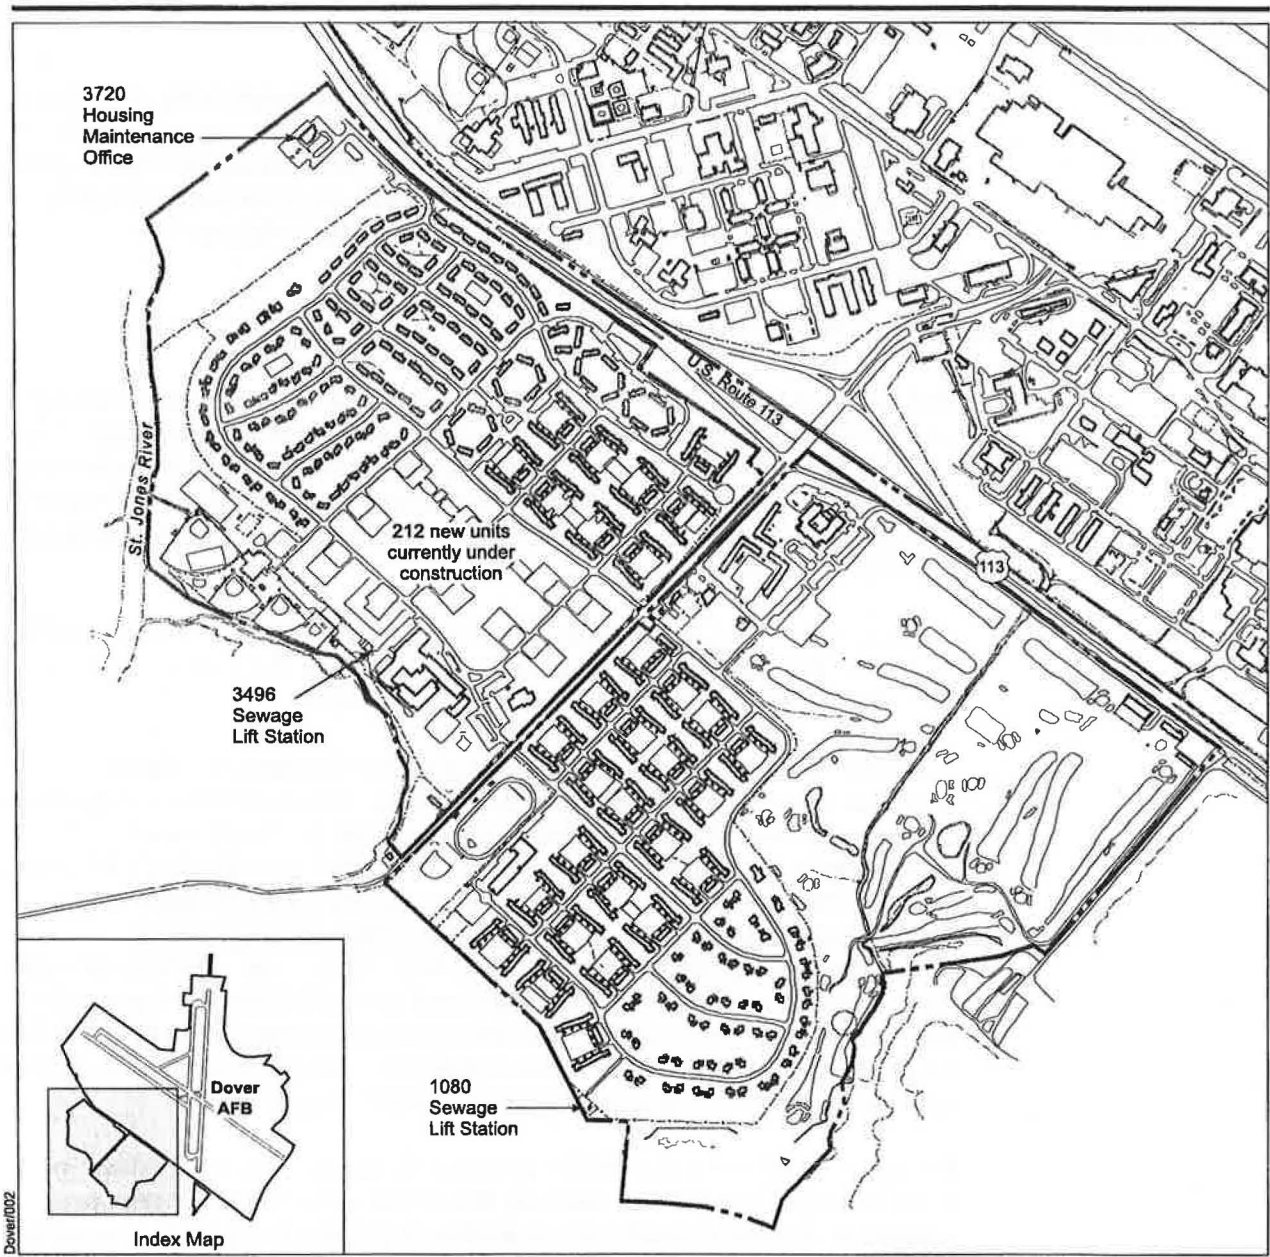 3720
Housing
Maintenance
Office
U.S. Route 113
St. Jones River
212 new units
currently under
construction
113
3496
Sewage
Lift Station
1080
Sewage
Lift Station
Dover
AFB
Index Map
Dover/002